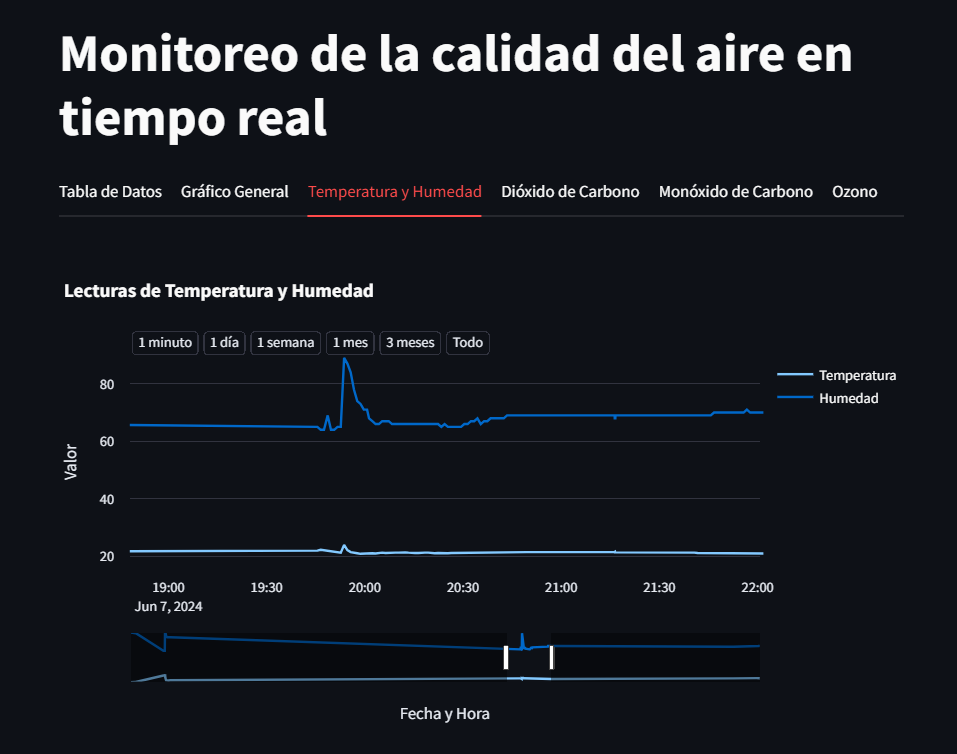 Monitoreo de la calidad del aire en
tiempo real
Tabla de Datos Gráfico General Temperatura y Humedad Dióxido de Carbono Monóxido de Carbono Ozono
Lecturas de Temperatura y Humedad
1 minuto 1 día 1 semana 1 mes 3 meses Todo
Temperatura
Humedad
Valor
80
60
40
20
19:00 19:30 20:00 20:30 21:00 21:30 22:00
Jun 7, 2024
Fecha y Hora